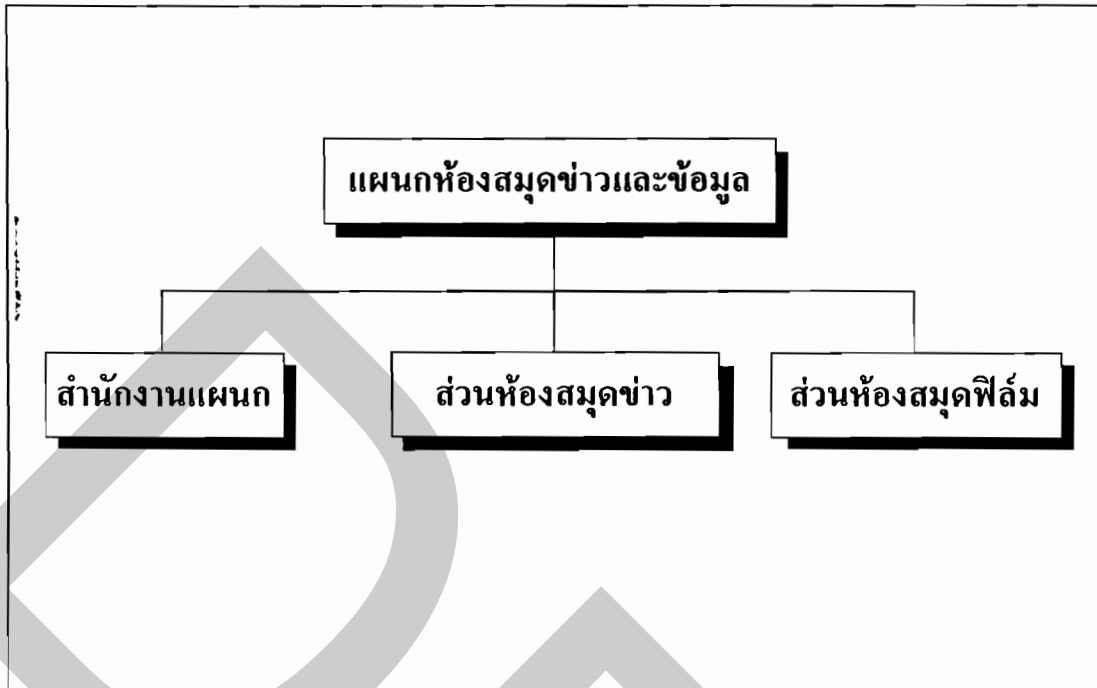 แผนกห้องสมุดข่าวและข้อมูล
สำนักงานแผนก
ส่วนห้องสมุดข่าว
ส่วนห้องสมุดฟิล์ม